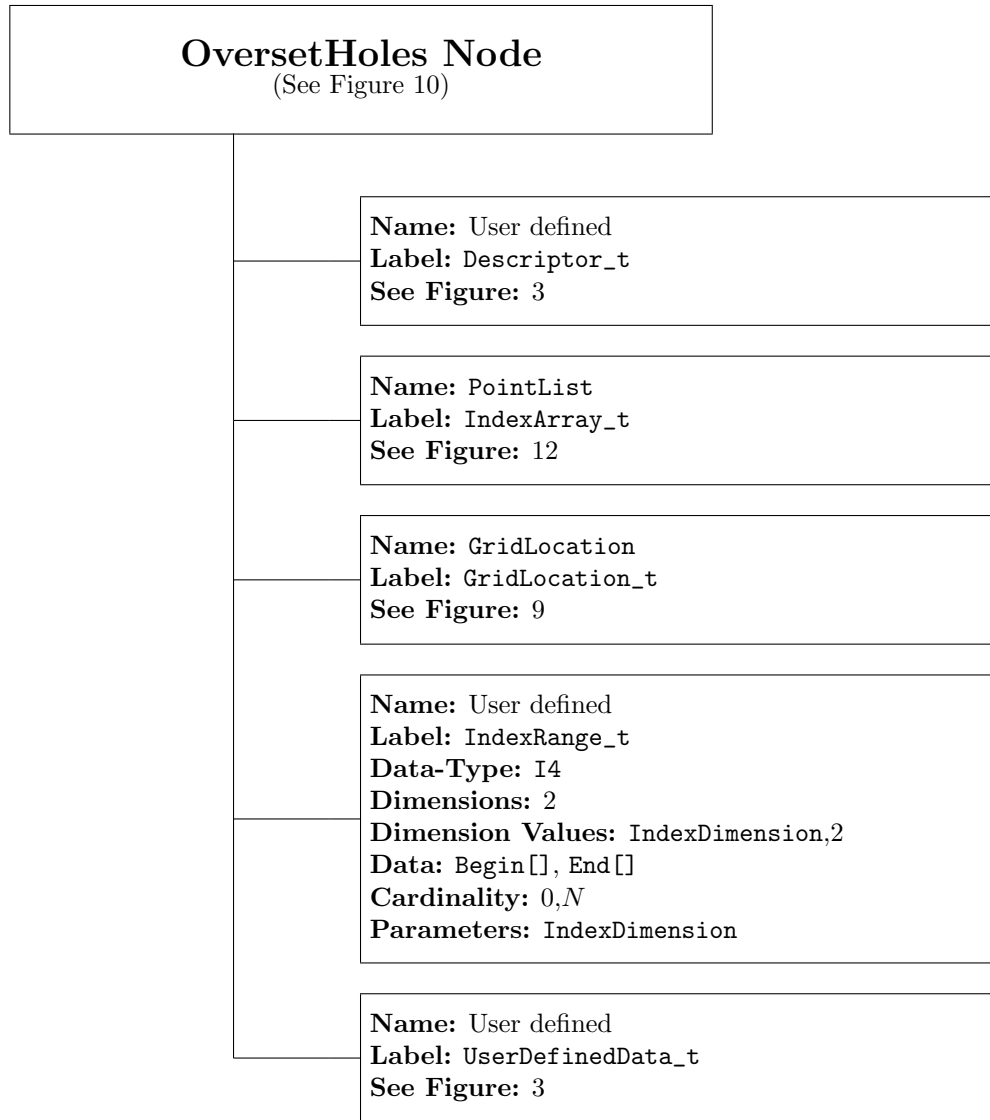 OversetHoles Node
(See Figure 10)
Name: User defined
Label: Descriptor_t
See Figure: 3
Name: PointList
Label: IndexArray_t
See Figure: 12
Name: GridLocation
Label: GridLocation_t
See Figure: 9
Name: User defined
Label: IndexRange_t
Data-Type: I4
Dimensions: 2
Dimension Values: IndexDimension,2
Data: Begin[], End[]
Cardinality: 0,N
Parameters: IndexDimension
Name: User defined
Label: UserDefinedData_t
See Figure: 3